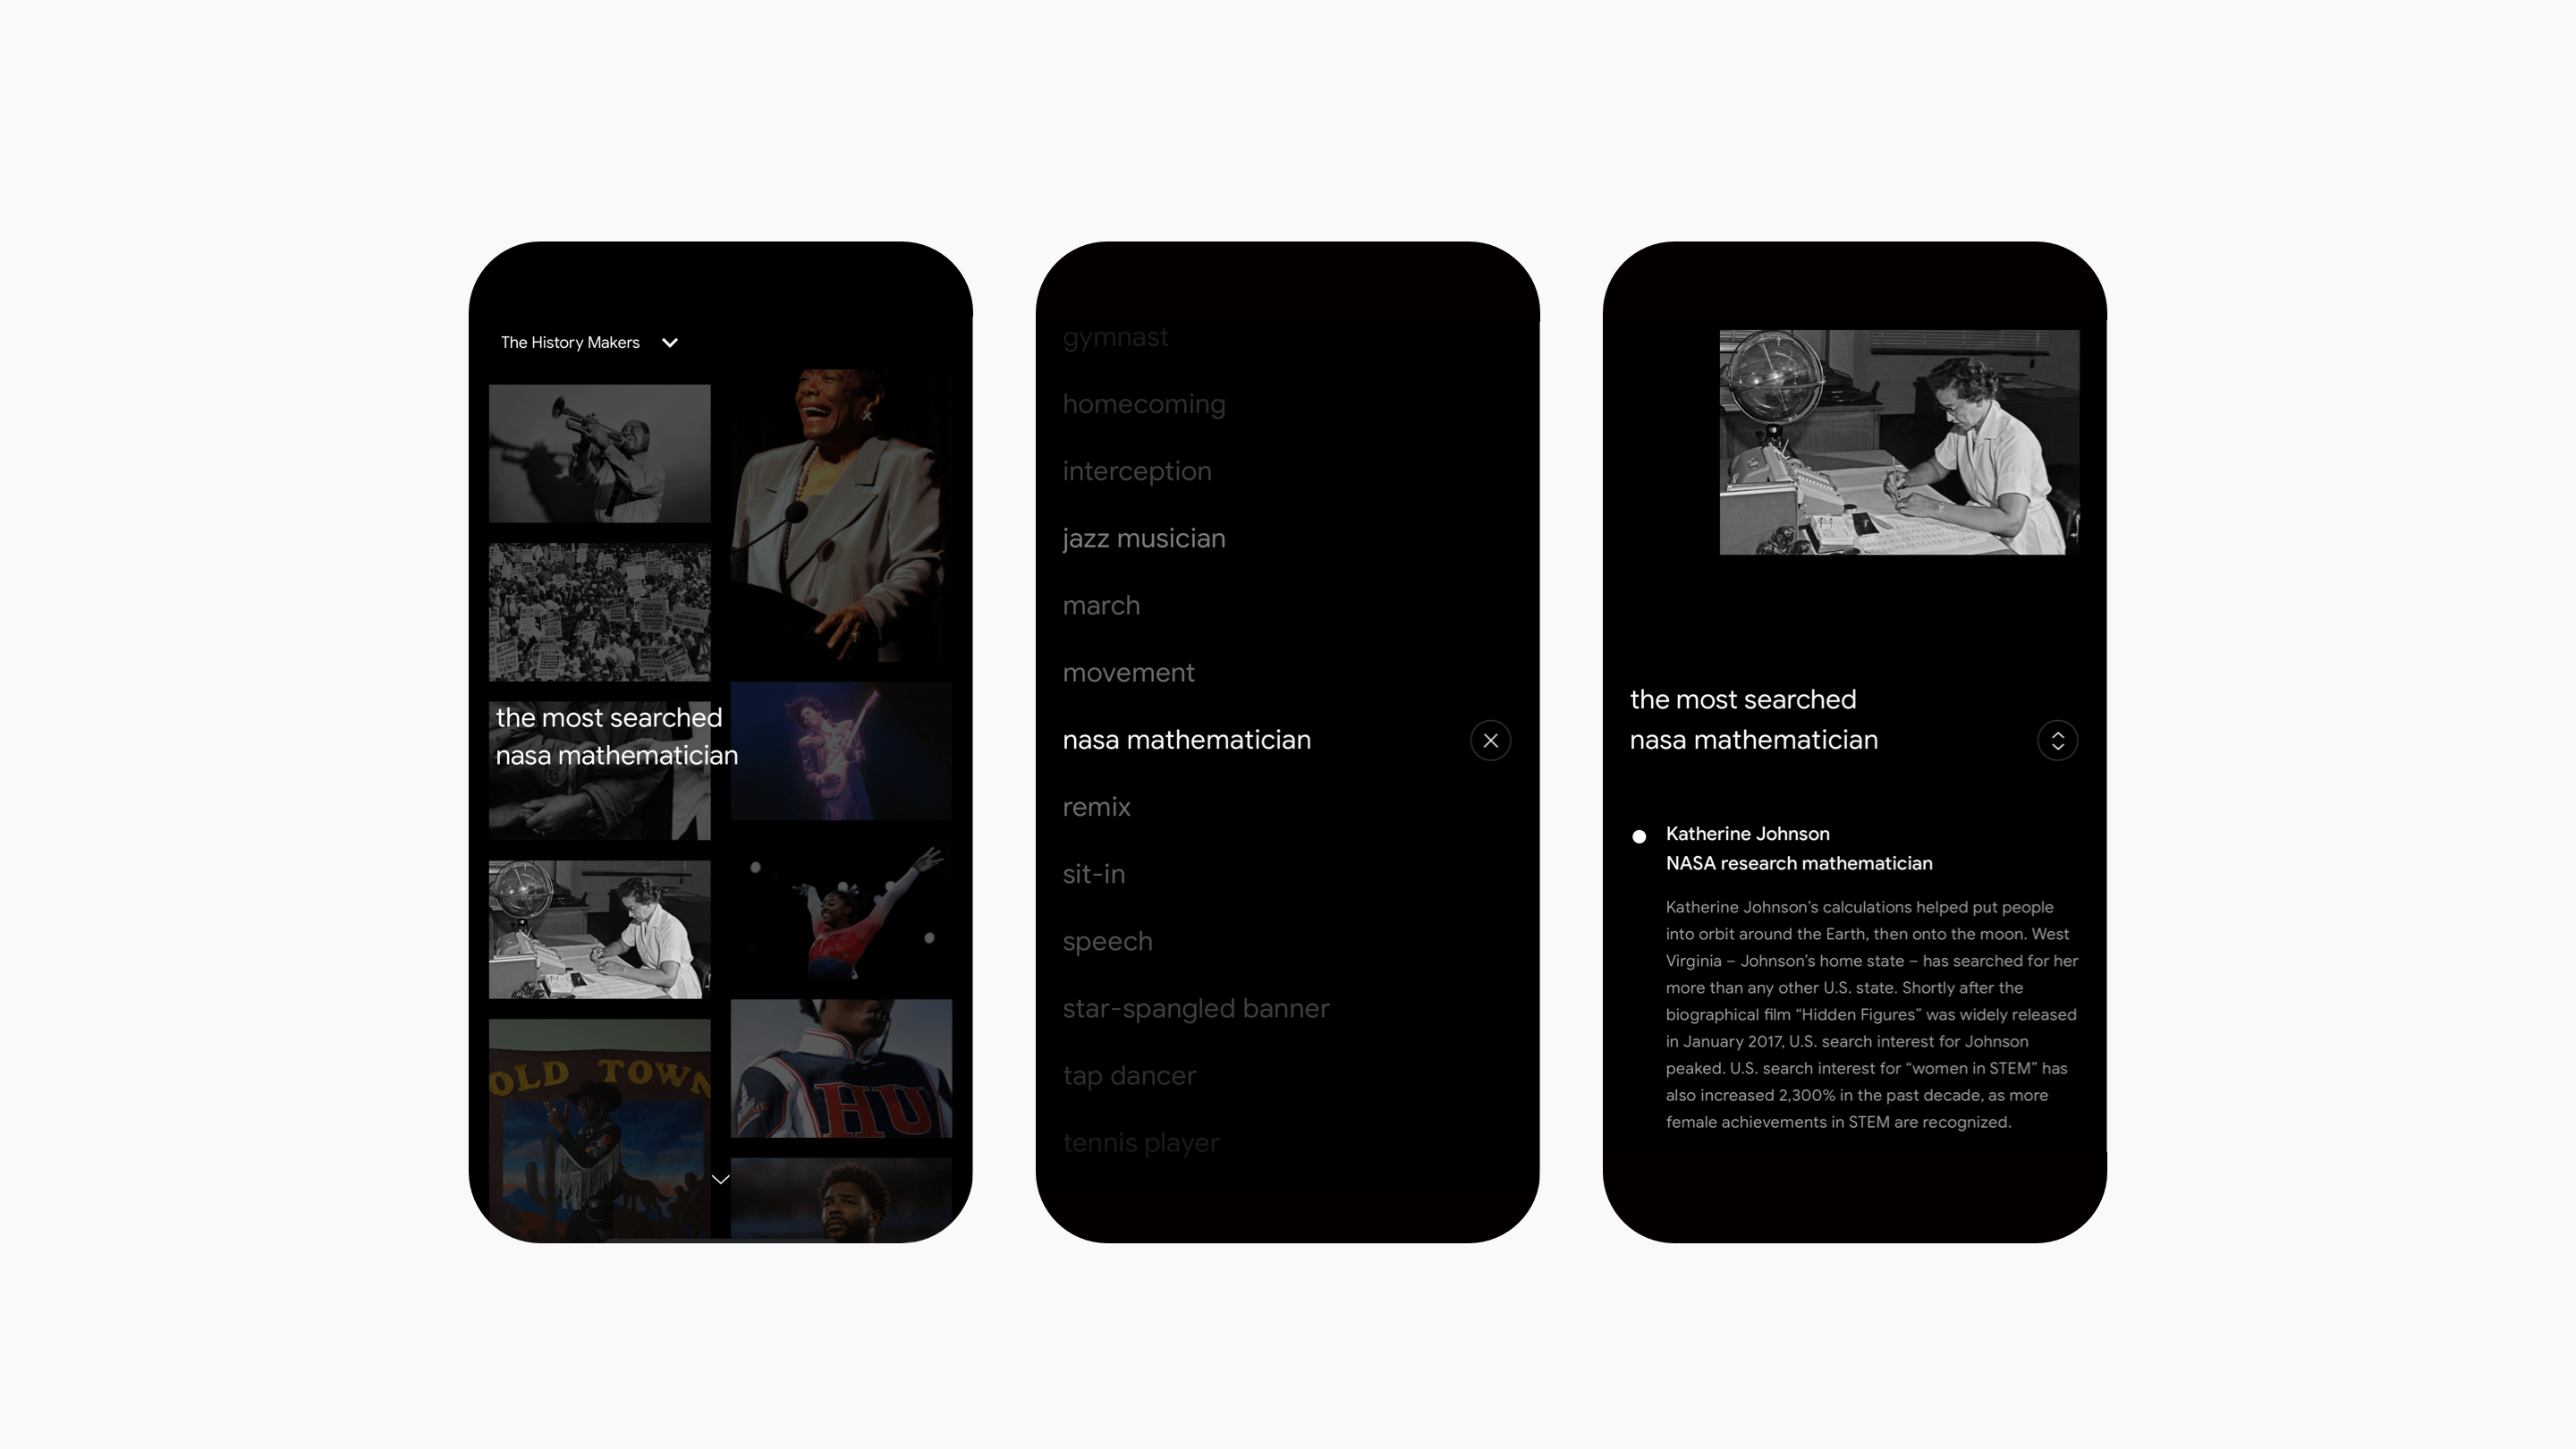 The History Makers
the most searched
nasa mathematician
OLD TOWN
HU
gymnast
homecoming
interception
jazz musician
march
movement
nasa mathematician
remix
sit-in
speech
star-spangled banner
tap dancer
tennis player
the most searched
nasa mathematician
Katherine Johnson
NASA research mathematician
Katherine Johnson’s calculations helped put people
into orbit around the Earth, then onto the moon. West
Virginia – Johnson’s home state – has searched for her
more than any other U.S. state. Shortly after the
biographical film “Hidden Figures” was widely released
in January 2017, U.S. search interest for Johnson
peaked. U.S. search interest for “women in STEM” has
also increased 2,300% in the past decade, as more
female achievements in STEM are recognized.